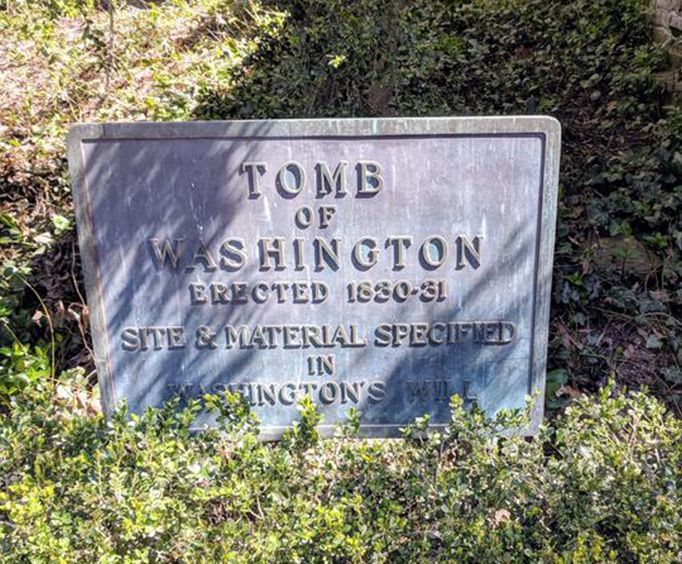 TOMB
OF
WASHINGTON
ERECTED 1830-31
SITE & MATERIAL SPECIFIED
IN
WASHINGTON'S WILL